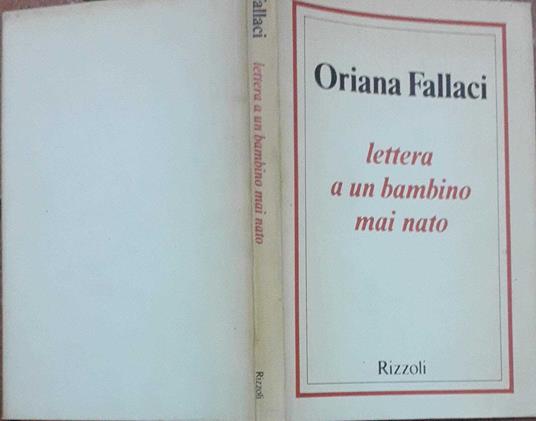 Fallaci
lettera a un bambino mai nato
Rizzoli
Oriana Fallaci
lettera
a un bambino
mai nato
Rizzoli